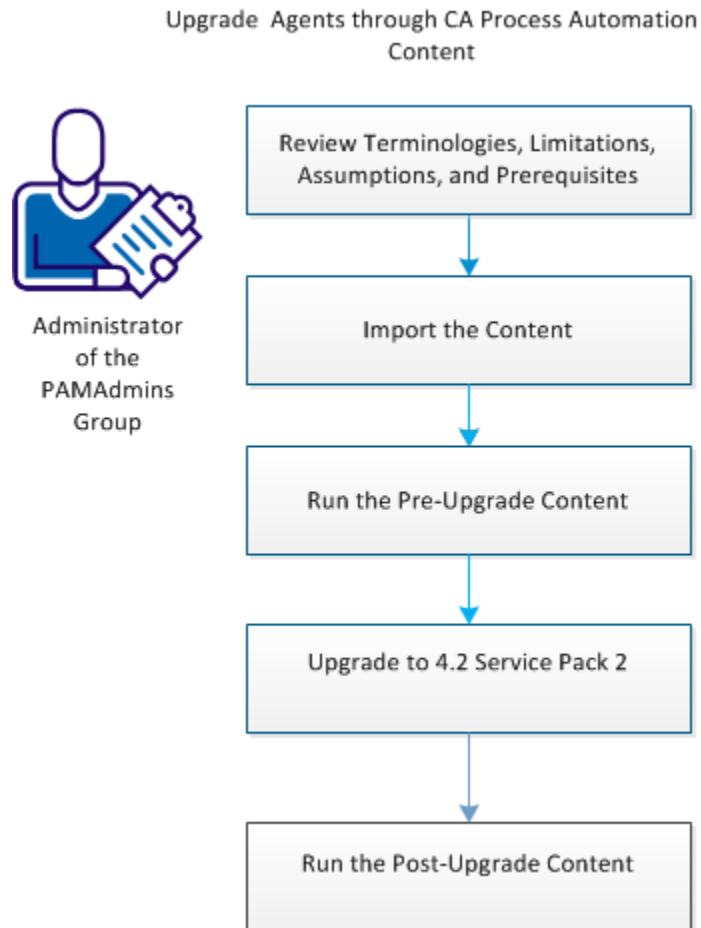 Upgrade Agents through CA Process Automation
Content
Review Terminologies, Limitations,
Assumptions, and Prerequisites
Administrator
of the
PAMAdmins
Group
Import the Content
Run the Pre-Upgrade Content
Upgrade to 4.2 Service Pack 2
Run the Post-Upgrade Content